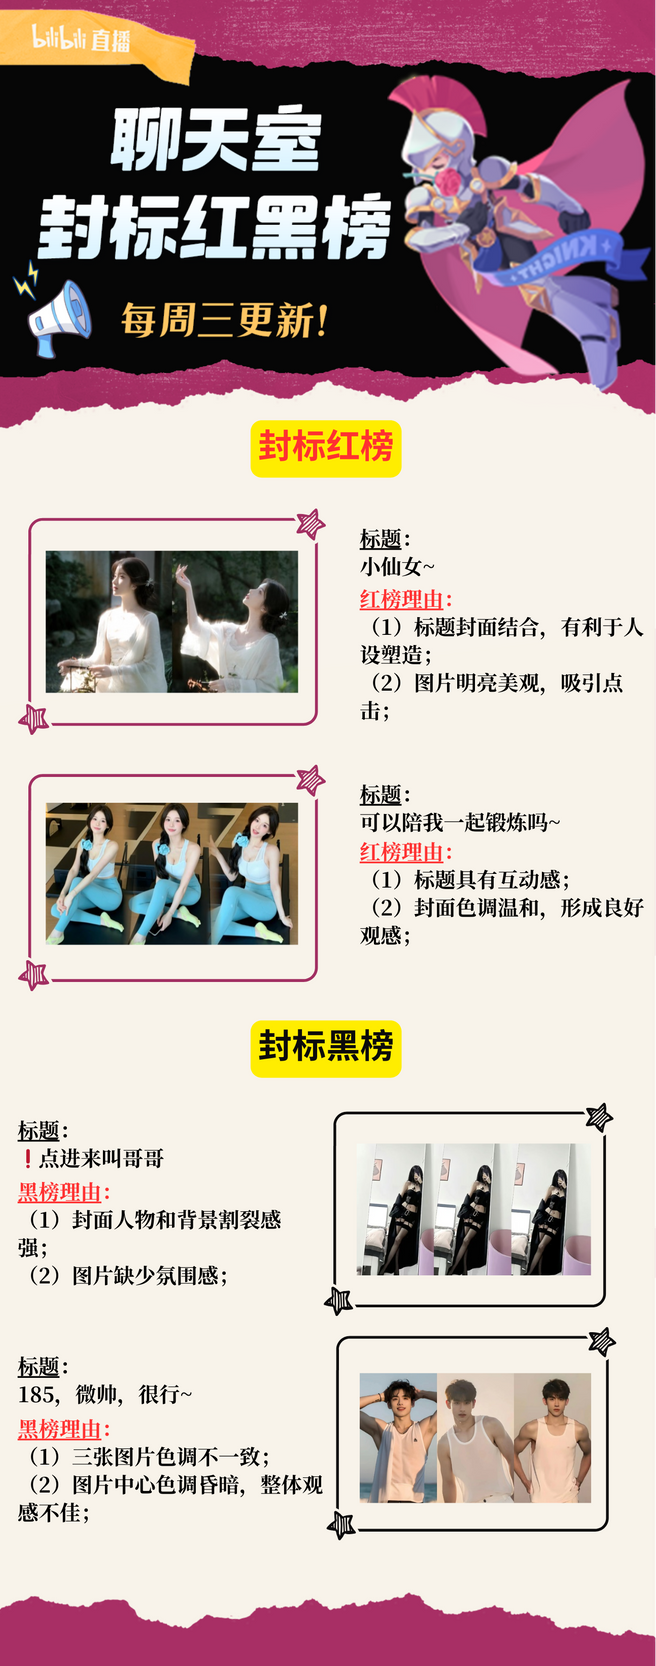 bilibili 直播
聊天室
封标红黑榜
每周三更新!
KNIGHT
封标红榜
标题：
小仙女~
红榜理由：
（1）标题封面结合，有利于人
设塑造；
（2）图片明亮美观，吸引点
击；
标题：
可以陪我一起锻炼吗~
红榜理由：
（1）标题具有互动感；
（2）封面色调温和，形成良好
观感；
封标黑榜
标题：
❗点进来叫哥哥
黑榜理由：
（1）封面人物和背景割裂感
强；
（2）图片缺少氛围感；
标题：
185，微帅，很行~
黑榜理由：
（1）三张图片色调不一致；
（2）图片中心色调昏暗，整体观
感不佳；